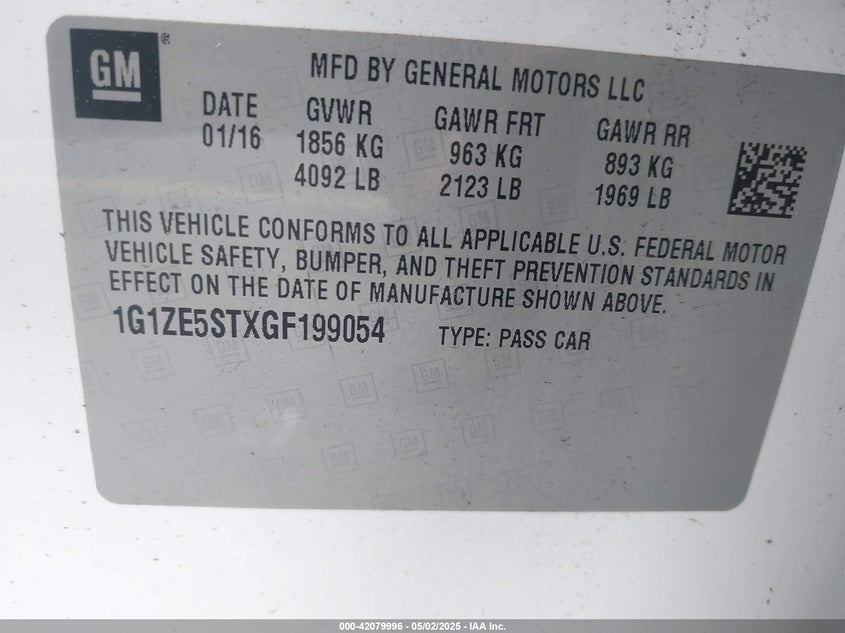 GM ®
MFD BY GENERAL MOTORS LLC
DATE GVWR GAWR FRT GAWR RR
01/16 1856 KG 963 KG 893 KG
4092 LB 2123 LB 1969 LB
THIS VEHICLE CONFORMS TO ALL APPLICABLE U.S. FEDERAL MOTOR
VEHICLE SAFETY, BUMPER, AND THEFT PREVENTION STANDARDS IN
EFFECT ON THE DATE OF MANUFACTURE SHOWN ABOVE.
1G1ZE5STXGF199054 TYPE: PASS CAR
000-42079996 - 05/02/2025 - IAA Inc.